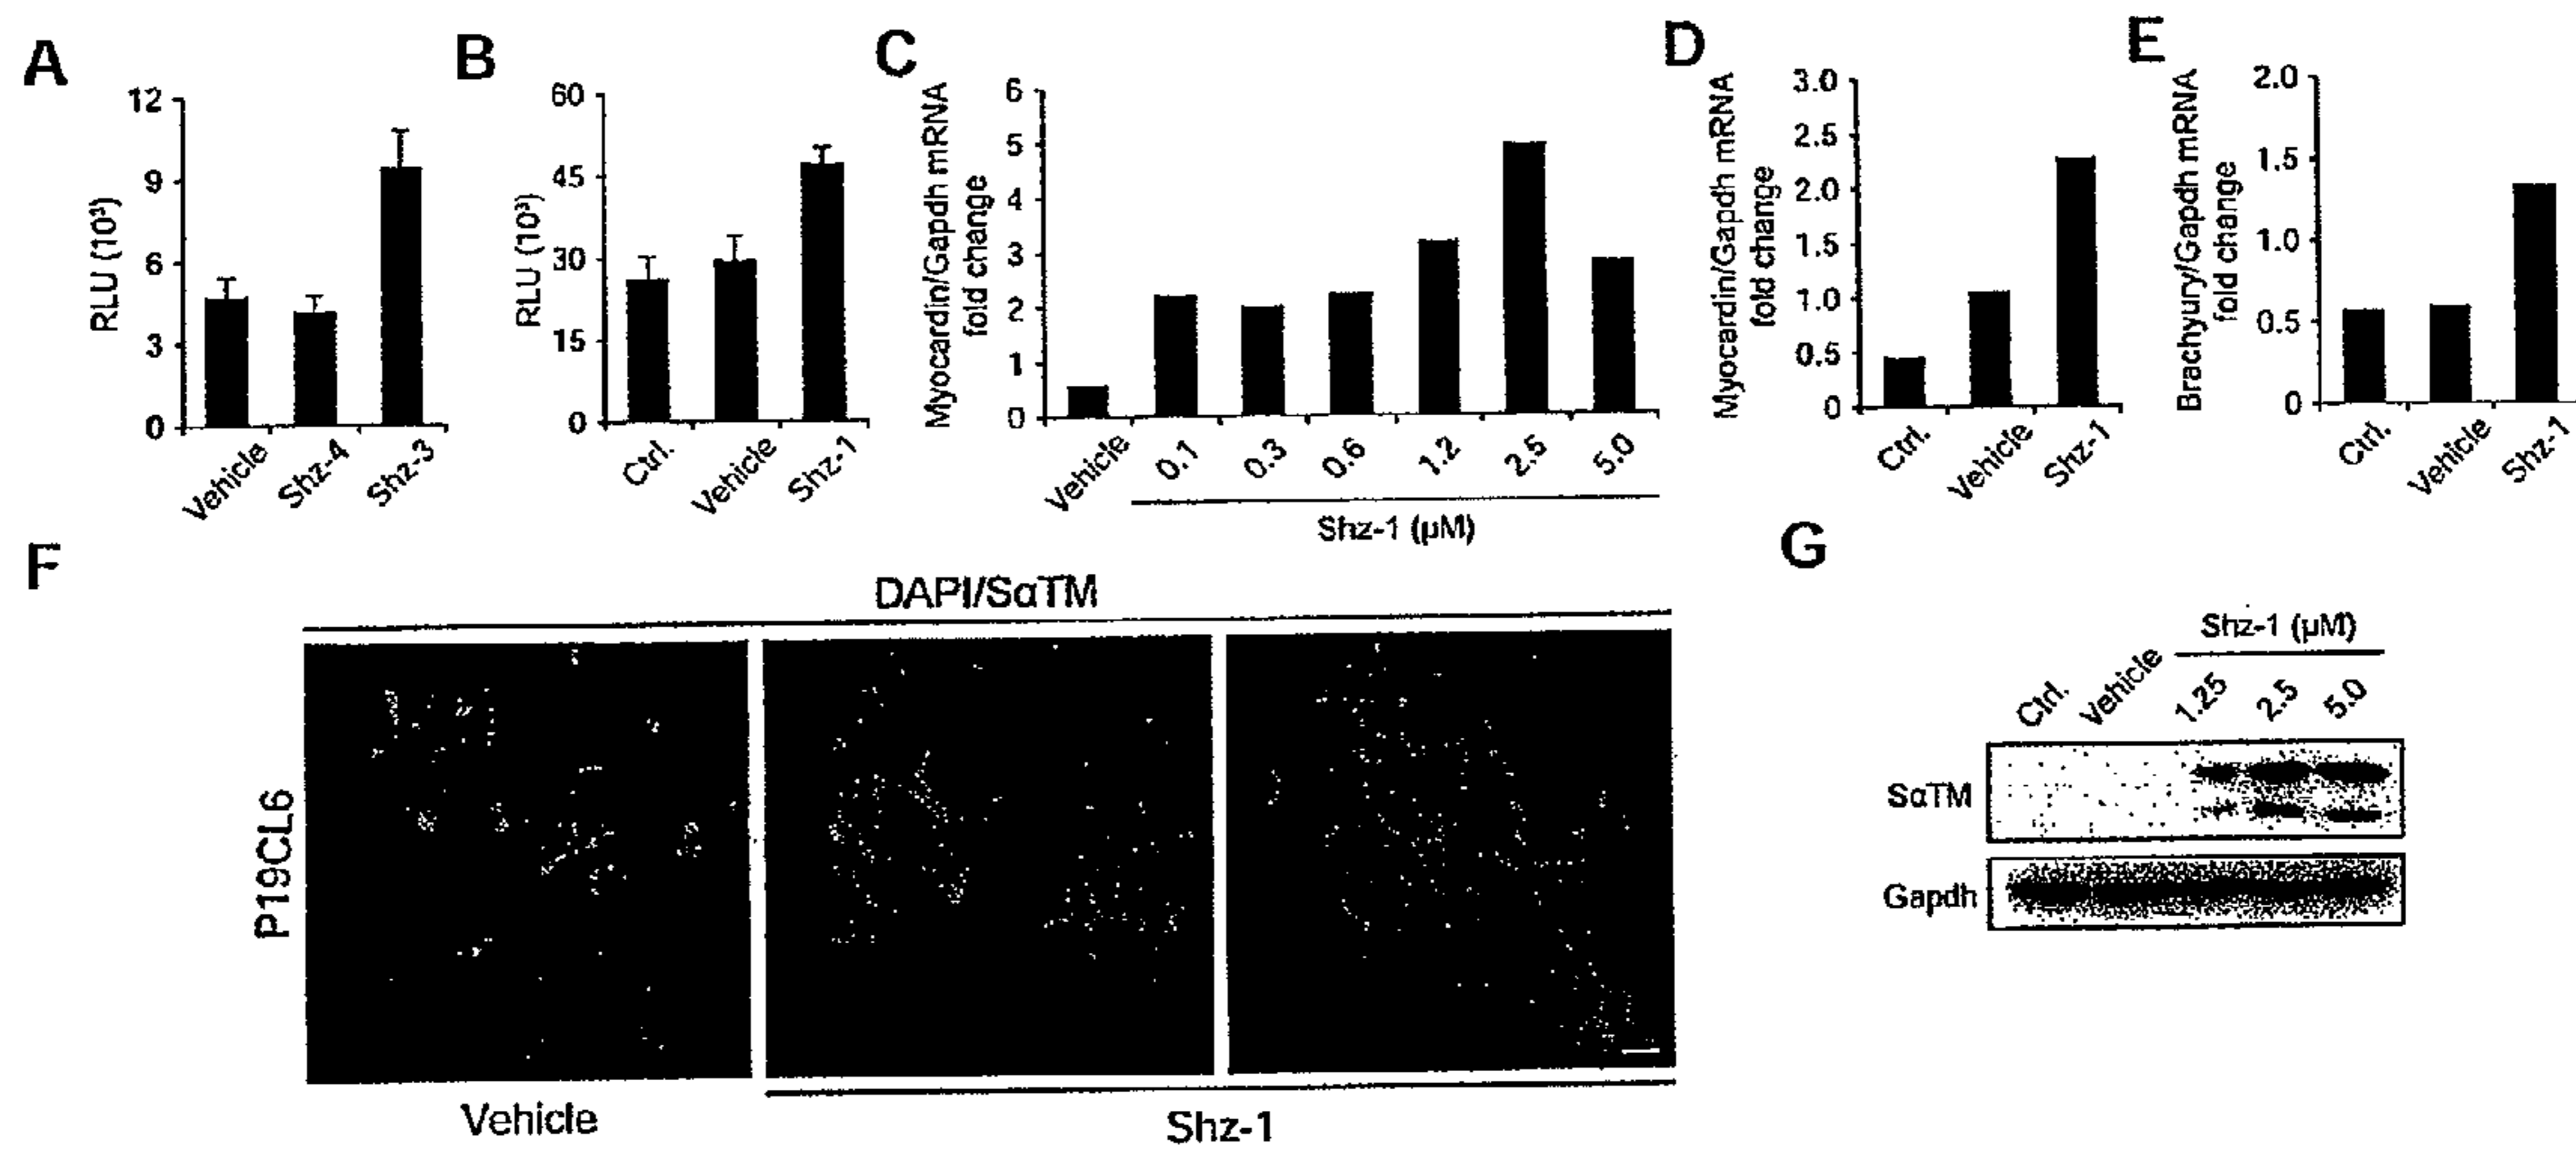 A
12
9
6
3
0
RLU (10³)
Vehicle
Shz-4
Shz-3
B
60
45
30
15
0
RLU (10³)
Ctrl.
Vehicle
Shz-1
C
6
5
4
3
2
1
0
Myocardin/Gapdh mRNA
fold change
Vehicle
0.1
0.3
0.6
1.2
2.5
5.0
Shz-1 (µM)
D
3.0
2.5
2.0
1.5
1.0
0.5
0
Myocardin/Gapdh mRNA
fold change
Ctrl.
Vehicle
Shz-1
E
2.0
1.5
1.0
0.5
0
Brachyury/Gapdh mRNA
fold change
Ctrl.
Vehicle
Shz-1
F
DAPI/SαTM
P19CL6
Vehicle
Shz-1
G
Shz-1 (µM)
Ctrl.
Vehicle
1.25
2.5
5.0
SαTM
Gapdh